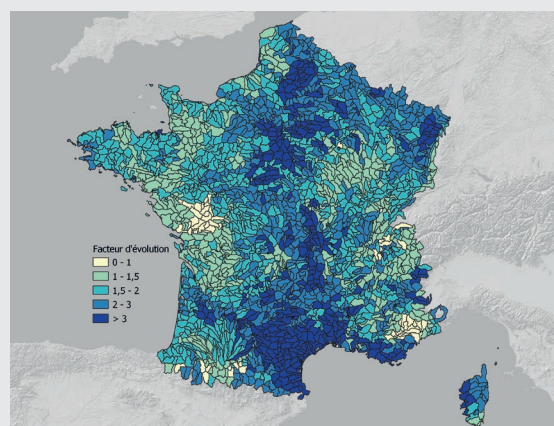 Facteur d'évolution
0 - 1
1 - 1,5
1,5 - 2
2 - 3
> 3